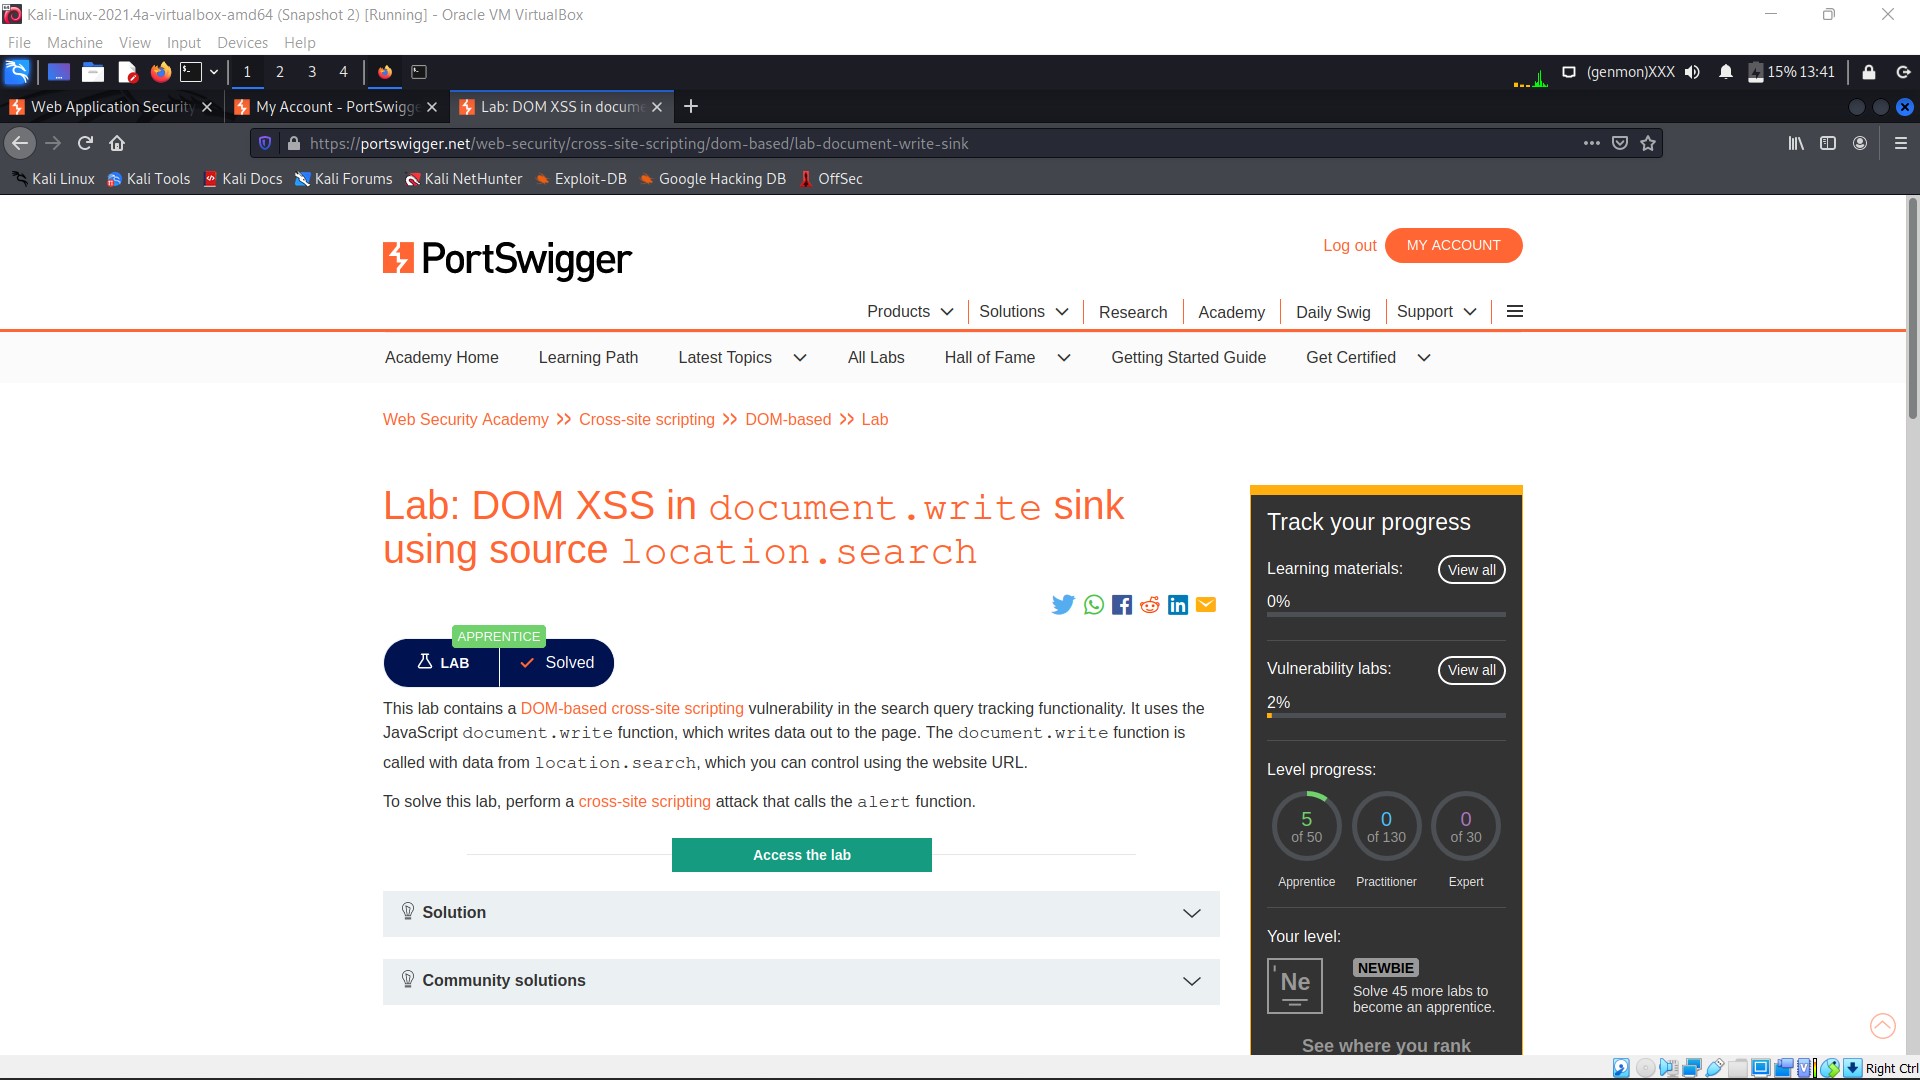 Kali-Linux-2021.4a-virtualbox-amd64 (Snapshot 2) [Running] - Oracle VM VirtualBox
File Machine View Input Devices Help
1 2 3 4 (genmon)XXX 15% 13:41
Web Application Security My Account - PortSwigge Lab: DOM XSS in docum
https://portswigger.net/web-security/cross-site-scripting/dom-based/lab-document-write-sink
Kali Linux Kali Tools Kali Docs Kali Forums Kali NetHunter Exploit-DB Google Hacking DB OffSec
PortSwigger
Log out MY ACCOUNT
Products Solutions Research Academy Daily Swig Support
Academy Home Learning Path Latest Topics All Labs Hall of Fame Getting Started Guide Get Certified
Web Security Academy >> Cross-site scripting >> DOM-based >> Lab
Lab: DOM XSS in document.write sink
using source location.search
APPRENTICE
LAB Solved
This lab contains a DOM-based cross-site scripting vulnerability in the search query tracking functionality. It uses the
JavaScript document.write function, which writes data out to the page. The document.write function is
called with data from location.search, which you can control using the website URL.
To solve this lab, perform a cross-site scripting attack that calls the alert function.
Access the lab
Solution
Community solutions
Track your progress
Learning materials: View all
0%
Vulnerability labs: View all
2%
Level progress:
5 0 0
of 50 of 130 of 30
Apprentice Practitioner Expert
Your level:
Ne
NEWBIE
Solve 45 more labs to
become an apprentice.
See where you rank
Right Ctrl